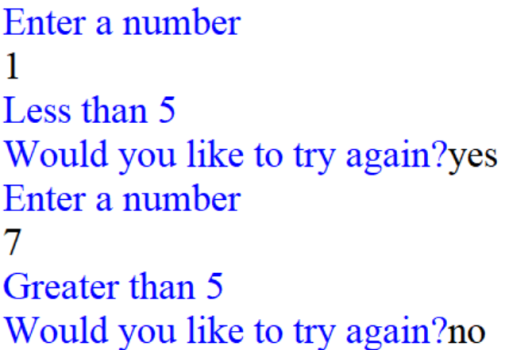 Enter a number
1
Less than 5
Would you like to try again?yes
Enter a number
7
Greater than 5
Would you like to try again?no